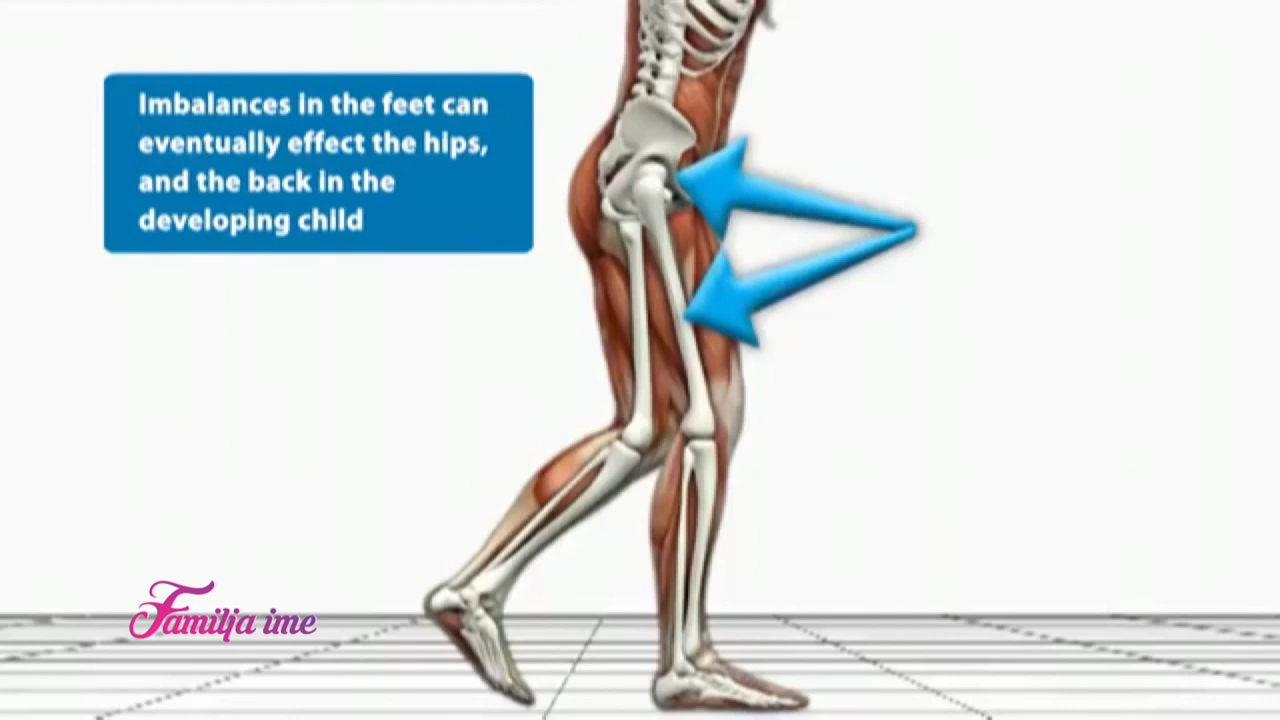 Imbalances in the feet can
eventually effect the hips,
and the back in the
developing child
Familja ime